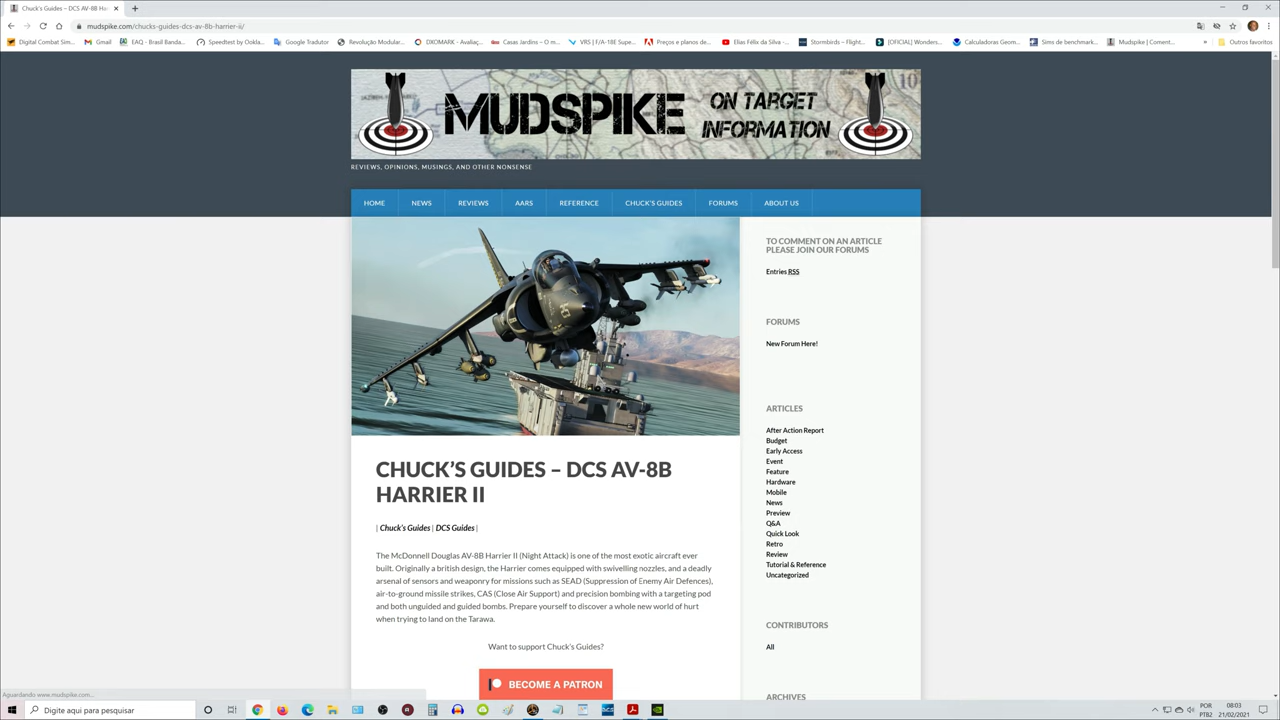 Chuck's Guides – DCS AV-8B Har
mudspike.com/chucks-guides-dcs-av-8b-harrier-ii/
Digital Combat Sim...
Gmail
EAQ - Brasil Banda...
Speedtest by Ookla...
Google Tradutor
Revolução Modular...
DXOMARK - Avaliaç...
Casas Jardins – O m...
VRS | F/A-18E Supe...
Preços e planos de...
Elias Félix da Silva -...
Stormbirds – Flight...
[OFICIAL] Wonders...
Calculadoras Geom...
Sims de benchmark...
Mudspike | Coment...
»
Outros favoritos
10
MUDSPIKE
ON TARGET
INFORMATION
REVIEWS, OPINIONS, MUSINGS, AND OTHER NONSENSE
HOME
NEWS
REVIEWS
AARS
REFERENCE
CHUCK'S GUIDES
FORUMS
ABOUT US
CHUCK'S GUIDES – DCS AV-8B
HARRIER II
| Chuck's Guides | DCS Guides |
The McDonnell Douglas AV-8B Harrier II (Night Attack) is one of the most exotic aircraft ever
built. Originally a british design, the Harrier comes equipped with swivelling nozzles, and a deadly
arsenal of sensors and weaponry for missions such as SEAD (Suppression of Enemy Air Defences),
air-to-ground missile strikes, CAS (Close Air Support) and precision bombing with a targeting pod
and both unguided and guided bombs. Prepare yourself to discover a whole new world of hurt
when trying to land on the Tarawa.
Want to support Chuck's Guides?
BECOME A PATRON
TO COMMENT ON AN ARTICLE
PLEASE JOIN OUR FORUMS
Entries RSS
FORUMS
New Forum Here!
ARTICLES
After Action Report
Budget
Early Access
Event
Feature
Hardware
Mobile
News
Preview
Q&A
Quick Look
Retro
Review
Tutorial & Reference
Uncategorized
CONTRIBUTORS
All
ARCHIVES
Aguardando www.mudspike.com...
Digite aqui para pesquisar
POR
PTB2
08:03
21/02/2021